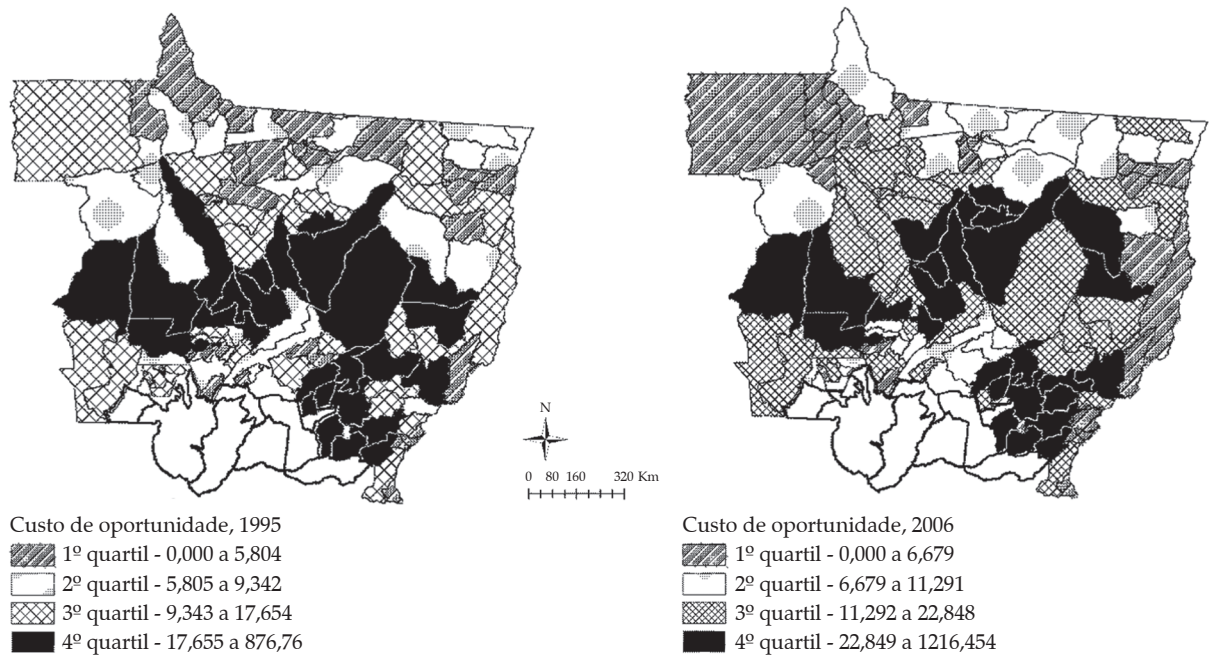 N
0 80 160 320 Km
Custo de oportunidade, 1995
1º quartil - 0,000 a 5,804
2º quartil - 5,805 a 9,342
3º quartil - 9,343 a 17,654
4º quartil - 17,655 a 876,76
Custo de oportunidade, 2006
1º quartil - 0,000 a 6,679
2º quartil - 6,679 a 11,291
3º quartil - 11,292 a 22,848
4º quartil - 22,849 a 1216,454